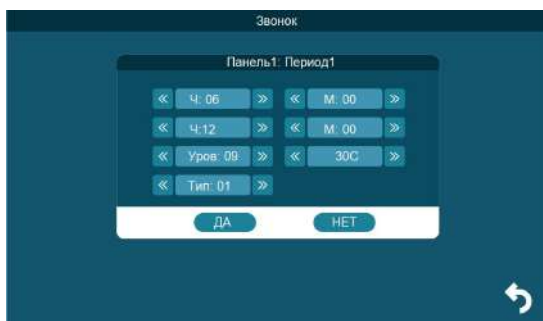 Звонок
Панель1: Период1
« Ч: 06 » « М: 00 »
« Ч:12 » « М: 00 »
« Уров: 09 » « 30С »
« Тип: 01 »
ДА НЕТ